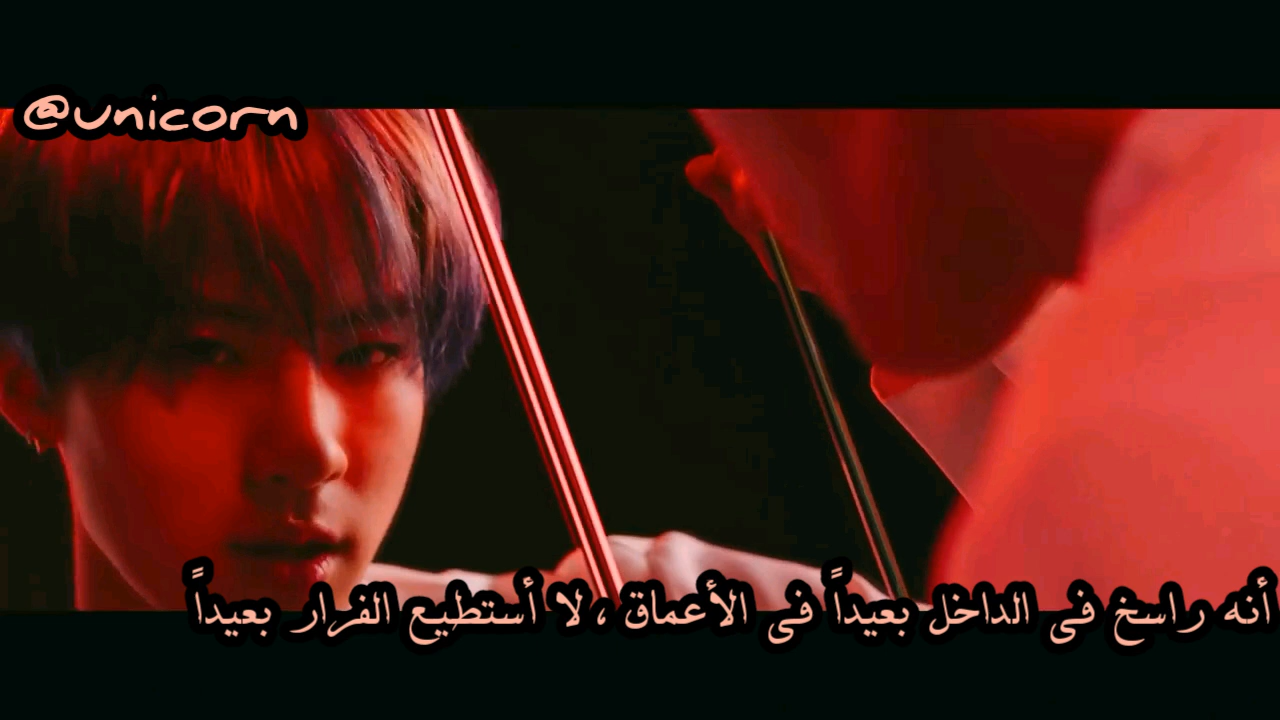 @unicorn
أنه راسخ فى الداخل بعيداً فى الأعماق ، لا أستطيع الفرار بعيداً